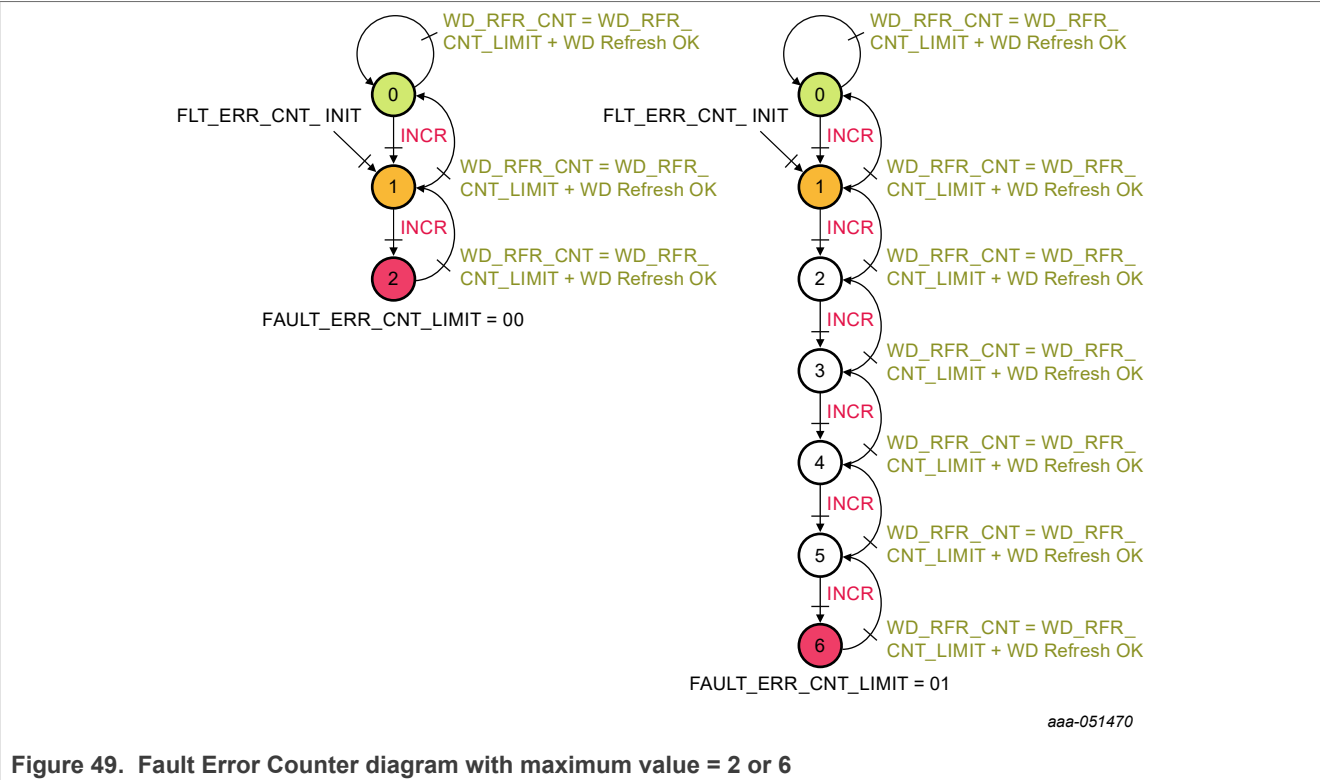 WD_RFR_CNT = WD_RFR_
CNT_LIMIT + WD Refresh OK
0
FLT_ERR_CNT_ INIT
INCR
1
WD_RFR_CNT = WD_RFR_
CNT_LIMIT + WD Refresh OK
INCR
2
WD_RFR_CNT = WD_RFR_
CNT_LIMIT + WD Refresh OK
FAULT_ERR_CNT_LIMIT = 00
WD_RFR_CNT = WD_RFR_
CNT_LIMIT + WD Refresh OK
0
FLT_ERR_CNT_ INIT
INCR
1
WD_RFR_CNT = WD_RFR_
CNT_LIMIT + WD Refresh OK
INCR
2
WD_RFR_CNT = WD_RFR_
CNT_LIMIT + WD Refresh OK
INCR
3
WD_RFR_CNT = WD_RFR_
CNT_LIMIT + WD Refresh OK
INCR
4
WD_RFR_CNT = WD_RFR_
CNT_LIMIT + WD Refresh OK
INCR
5
WD_RFR_CNT = WD_RFR_
CNT_LIMIT + WD Refresh OK
INCR
6
WD_RFR_CNT = WD_RFR_
CNT_LIMIT + WD Refresh OK
FAULT_ERR_CNT_LIMIT = 01
aaa-051470
Figure 49. Fault Error Counter diagram with maximum value = 2 or 6